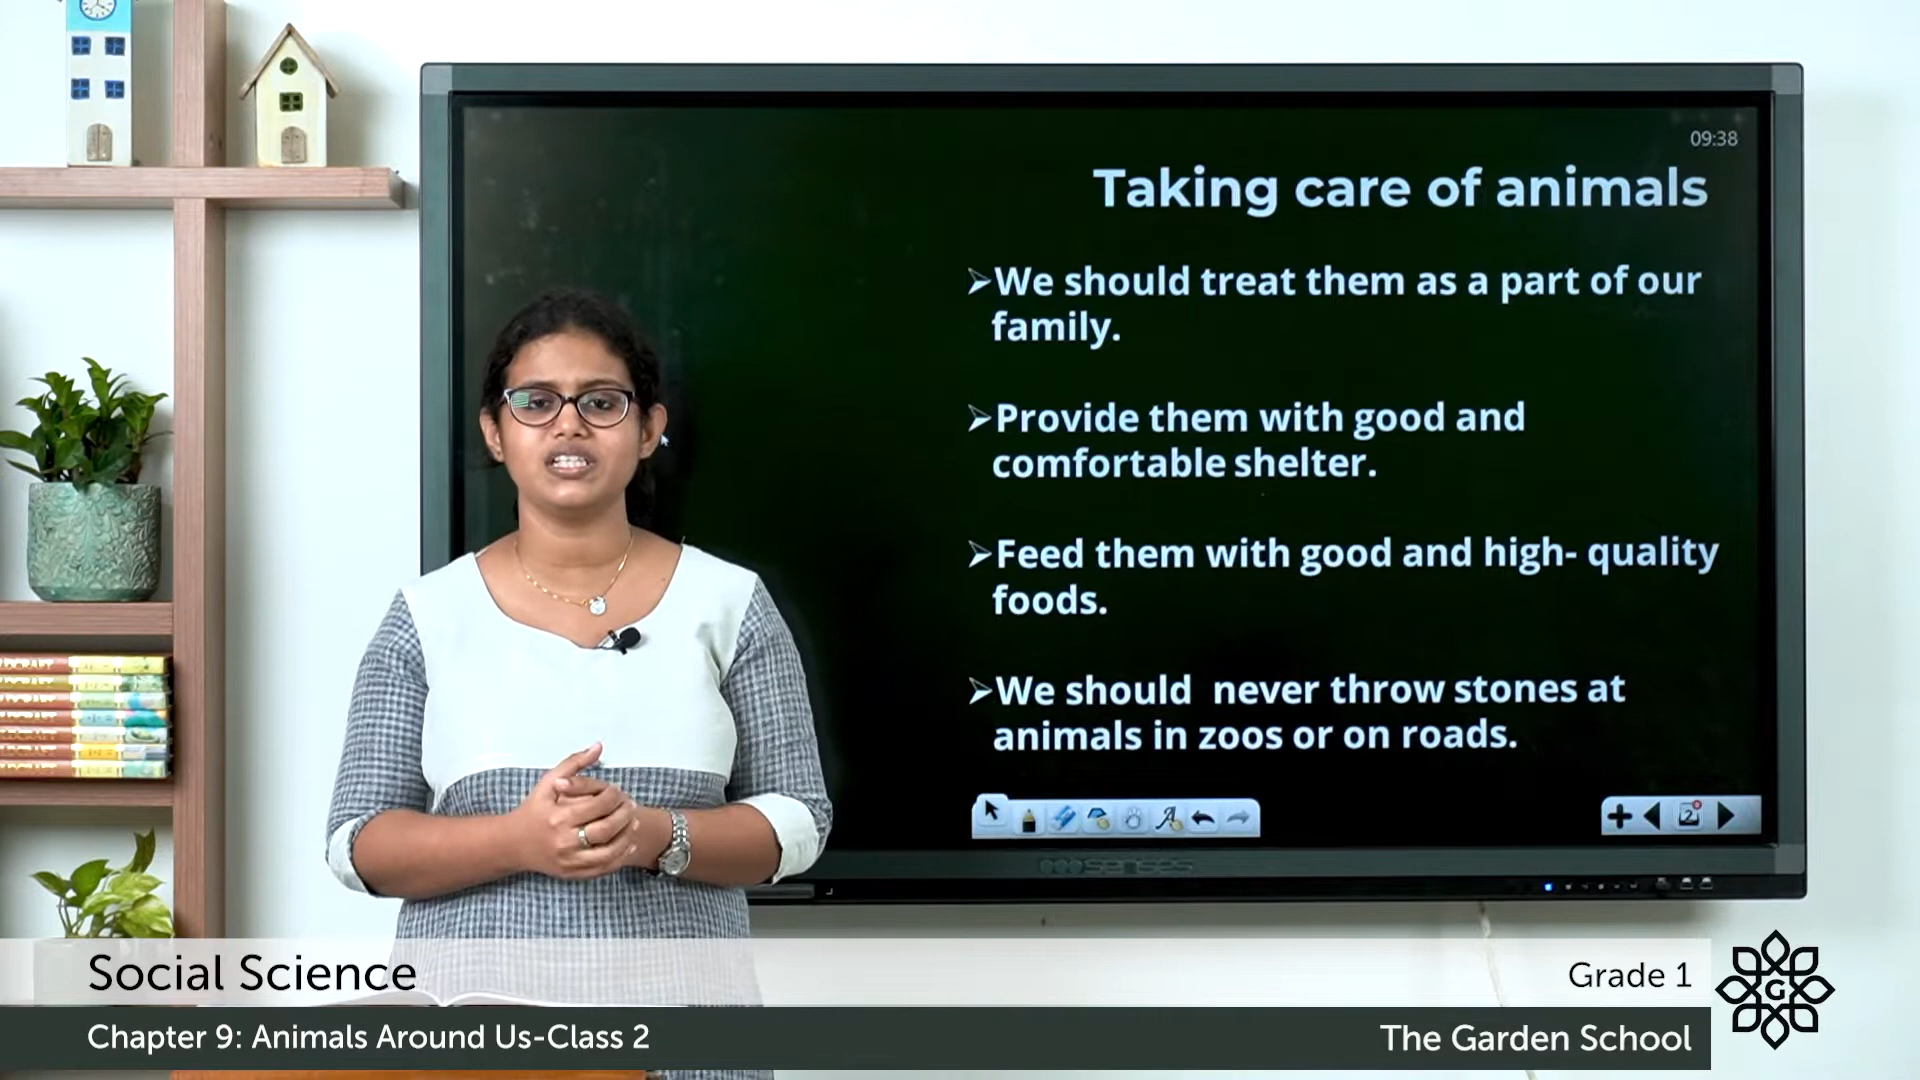 09:38
Taking care of animals
➢We should treat them as a part of our
family.
➢Provide them with good and
comfortable shelter.
➢Feed them with good and high- quality
foods.
➢We should  never throw stones at
animals in zoos or on roads.
2
senses
Social Science
Grade 1
G
Chapter 9: Animals Around Us-Class 2
The Garden School